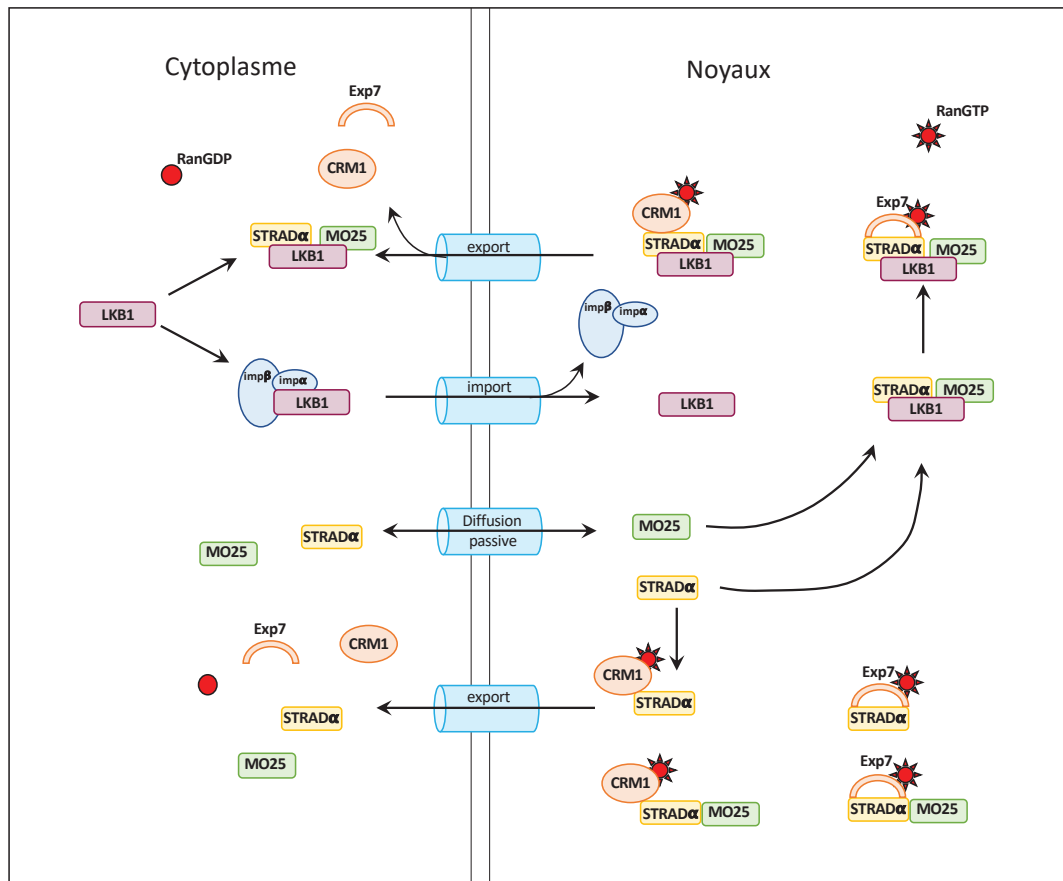 Cytoplasme
Noyaux
Exp7
RanGTP
RanGDP
CRM1
CRM1
Exp7
STRADα
MO25
LKB1
export
STRADα
MO25
LKB1
STRADα
MO25
LKB1
LKB1
impβ
impα
impβ
impα
LKB1
import
LKB1
STRADα
MO25
LKB1
MO25
STRADα
Diffusion
passive
MO25
STRADα
Exp7
CRM1
CRM1
Exp7
STRADα
export
STRADα
STRADα
MO25
CRM1
Exp7
STRADα
MO25
STRADα
MO25